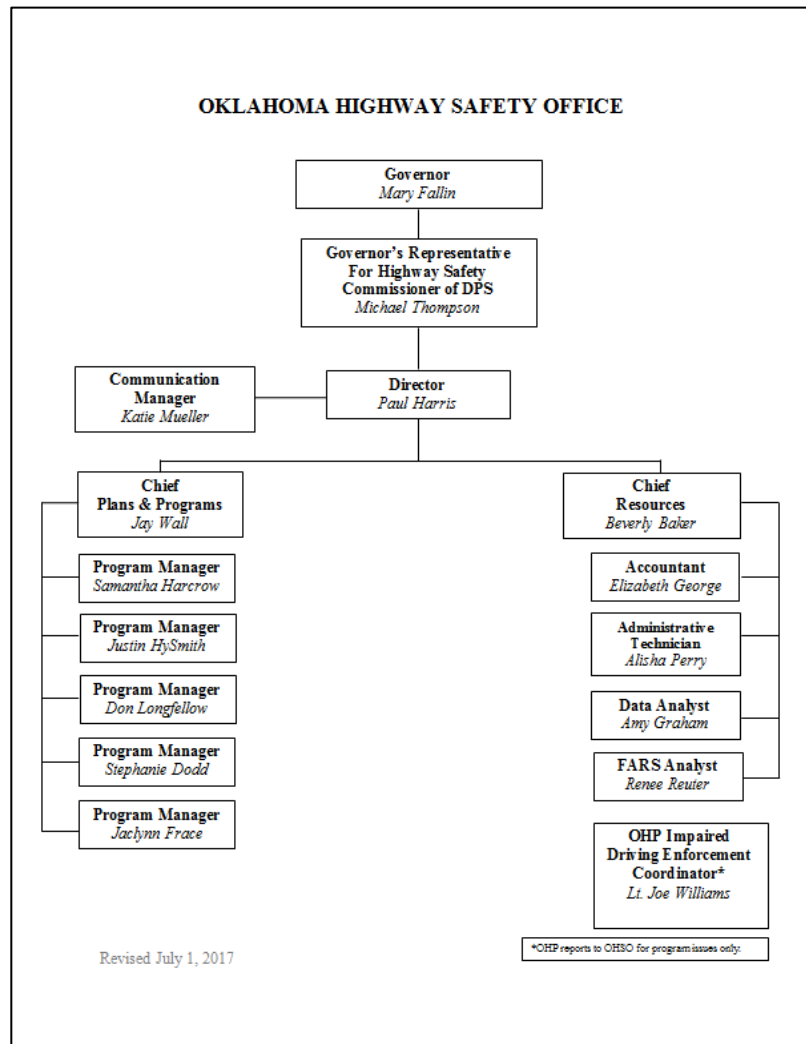 OKLAHOMA HIGHWAY SAFETY OFFICE
Governor
Mary Fallin
Governor's Representative
For Highway Safety
Commissioner of DPS
Michael Thompson
Communication
Manager
Katie Mueller
Director
Paul Harris
Chief
Plans & Programs
Jay Wall
Program Manager
Samantha Harcrow
Program Manager
Justin HySmith
Program Manager
Don Longfellow
Program Manager
Stephanie Dodd
Program Manager
Jaclynn Frace
Chief
Resources
Beverly Baker
Accountant
Elizabeth George
Administrative
Technician
Alisha Perry
Data Analyst
Amy Graham
FARS Analyst
Renee Reuter
OHP Impaired
Driving Enforcement
Coordinator*
Lt. Joe Williams
*OHP reports to OHSO for program issues only.
Revised July 1, 2017